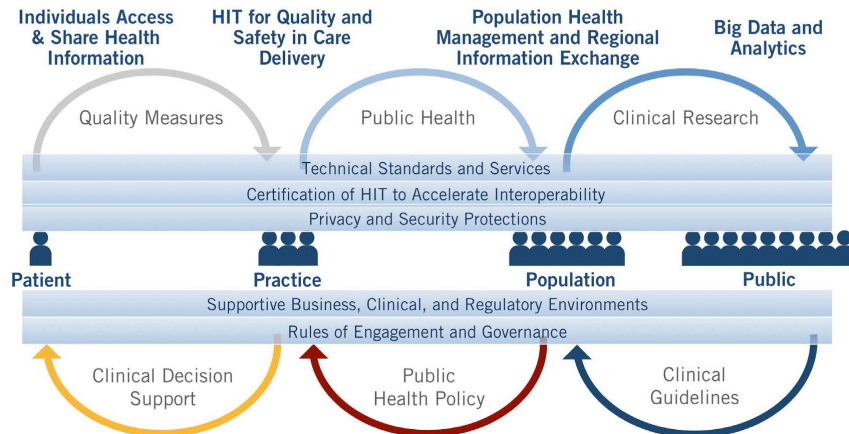 Individuals Access
& Share Health
Information
HIT for Quality and
Safety in Care
Delivery
Population Health
Management and Regional
Information Exchange
Big Data and
Analytics
Quality Measures
Public Health
Clinical Research
Technical Standards and Services
Certification of HIT to Accelerate Interoperability
Privacy and Security Protections
Patient
Practice
Population
Public
Supportive Business, Clinical, and Regulatory Environments
Rules of Engagement and Governance
Clinical Decision
Support
Public
Health Policy
Clinical
Guidelines